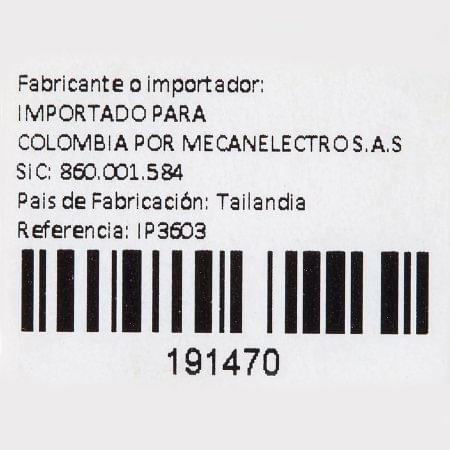 Fabricante o importador:
IMPORTADO PARA
COLOMBIA POR MECANELECTRO S.A.S
SiC: 860.001.584
Pais de Fabricación: Tailandia
Referencia: IP3603
191470